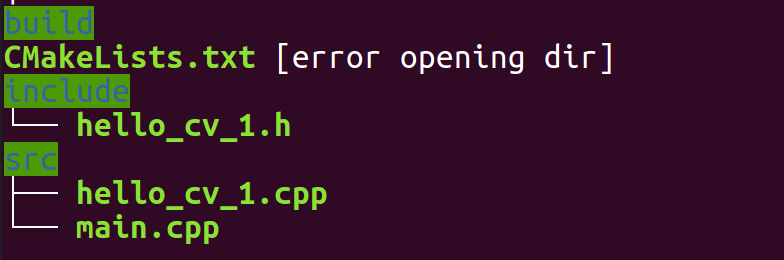 build
CMakeLists.txt [error opening dir]
include
└── hello_cv_1.h
src
├── hello_cv_1.cpp
└── main.cpp